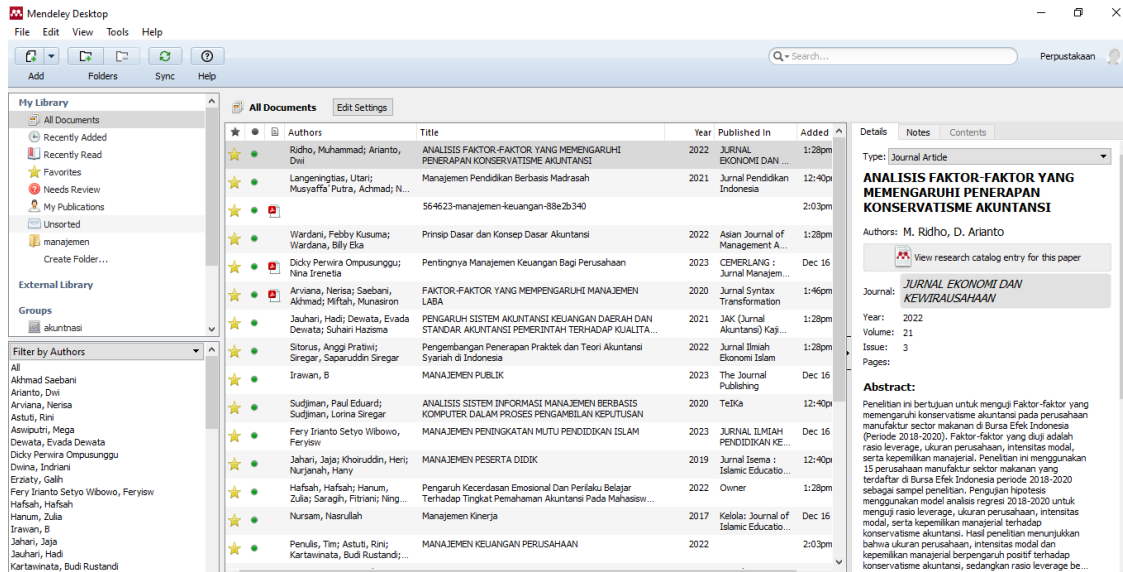 Mendeley Desktop
File Edit View Tools Help
Search...
Perpustakaan
Add Folders Sync Help
My Library
All Documents
Recently Added
Recently Read
Favorites
Needs Review
My Publications
Unsorted
manajemen
Create Folder...
External Library
Groups
akuntnasi
Filter by Authors
All
Akhmad Saebani
Arianto, Dwi
Arviana, Nerisa
Astuti, Rini
Aswiputri, Mega
Dewata, Evada Dewata
Dicky Perwira Ompusunggu
Dwina, Indriani
Erziaty, Galih
Fery Irianto Setyo Wibowo, Feryisw
Hafsah, Hafsah
Hanum, Zulia
Irawan, B
Jahari, Jaja
Jauhari, Hadi
Kartawinata, Budi Rustandi
All Documents Edit Settings
Authors Title Year Published In Added
Ridho, Muhammad; Arianto, ANALISIS FAKTOR-FAKTOR YANG MEMENGARUHI 2022 JURNAL 1:28pm
Dwi PENERAPAN KONSERVATISME AKUNTANSI EKONOMI DAN ...
Langeningtias, Utari; Manajemen Pendidikan Berbasis Madrasah 2021 Jurnal Pendidikan 12:40p
Musyaffa' Putra, Achmad; N... Indonesia
564623-manajemen-keuangan-88e2b340 2:03pm
Wardani, Febby Kusuma; Prinsip Dasar dan Konsep Dasar Akuntansi 2022 Asian Journal of 1:28pm
Wardana, Billy Eka Management A...
Dicky Perwira Ompusunggu; Pentingnya Manajemen Keuangan Bagi Perusahaan 2023 CEMERLANG : Dec 16
Nina Irenetia Jurnal Manajem...
Arviana, Nerisa; Saebani, FAKTOR-FAKTOR YANG MEMPENGARUHI MANAJEMEN 2020 Jurnal Syntax 1:46pm
Akhmad; Miftah, Munasiron LABA Transformation
Jauhari, Hadi; Dewata, Evada PENGARUH SISTEM AKUNTANSI KEUANGAN DAERAH DAN 2021 JAK (Jurnal 1:28pm
Dewata; Suhairi Hazisma STANDAR AKUNTANSI PEMERINTAH TERHADAP KUALITA... Akuntansi) Kaji...
Sitorus, Anggi Pratiwi; Pengembangan Penerapan Praktek dan Teori Akuntansi 2022 Jurnal Ilmiah 1:28pm
Siregar, Saparuddin Siregar Syariah di Indonesia Ekonomi Islam
Irawan, B MANAJEMEN PUBLIK 2023 The Journal Dec 16
Publishing
Sudjiman, Paul Eduard; ANALISIS SISTEM INFORMASI MANAJEMEN BERBASIS 2020 TeIKa 12:40p
Sudjiman, Lorina Siregar KOMPUTER DALAM PROSES PENGAMBILAN KEPUTUSAN
Fery Irianto Setyo Wibowo, MANAJEMEN PENINGKATAN MUTU PENDIDIKAN ISLAM 2023 JURNAL ILMIAH Dec 16
Feryisw PENDIDIKAN KE...
Jahari, Jaja; Khoiruddin, Heri; MANAJEMEN PESERTA DIDIK 2019 Jurnal Isema : 12:40p
Nurjanah, Hany Islamic Educatio...
Hafsah, Hafsah; Hanum, Pengaruh Kecerdasan Emosional Dan Perilaku Belajar 2022 Owner 1:28pm
Zulia; Saragih, Fitriani; Ning... Terhadap Tingkat Pemahaman Akuntansi Pada Mahasisw...
Nursam, Nasrullah Manajemen Kinerja 2017 Kelola: Journal of Dec 16
Islamic Educatio...
Penulis, Tim; Astuti, Rini; MANAJEMEN KEUANGAN PERUSAHAAN 2022 2:03pm
Kartawinata, Budi Rustandi;...
Details Notes Contents
Type: Journal Article
ANALISIS FAKTOR-FAKTOR YANG
MEMENGARUHI PENERAPAN
KONSERVATISME AKUNTANSI
Authors: M. Ridho, D. Arianto
View research catalog entry for this paper
Journal: JURNAL EKONOMI DAN
KEWIRAUSAHAAN
Year: 2022
Volume: 21
Issue: 3
Pages:
Abstract:
Penelitian ini bertujuan untuk menguji Faktor-faktor yang
memengaruhi konservatisme akuntansi pada perusahaan
manufaktur sector makanan di Bursa Efek Indonesia
(Periode 2018-2020). Faktor-faktor yang diuji adalah
rasio leverage, ukuran perusahaan, intensitas modal,
serta kepemilikan manajerial. Penelitian ini menggunakan
15 perusahaan manufaktur sektor makanan yang
terdaftar di Bursa Efek Indonesia periode 2018-2020
sebagai sampel penelitian. Pengujian hipotesis
menggunakan model analisis regresi 2018-2020 untuk
menguji rasio leverage, ukuran perusahaan, intensitas
modal, serta kepemilikan manajerial terhadap
konservatisme akuntansi. Hasil penelitian menunjukkan
bahwa ukuran perusahaan, intensitas modal dan
kepemilikan manajerial berpengaruh positif terhadap
konservatisme akuntansi, sedangkan rasio leverage be...